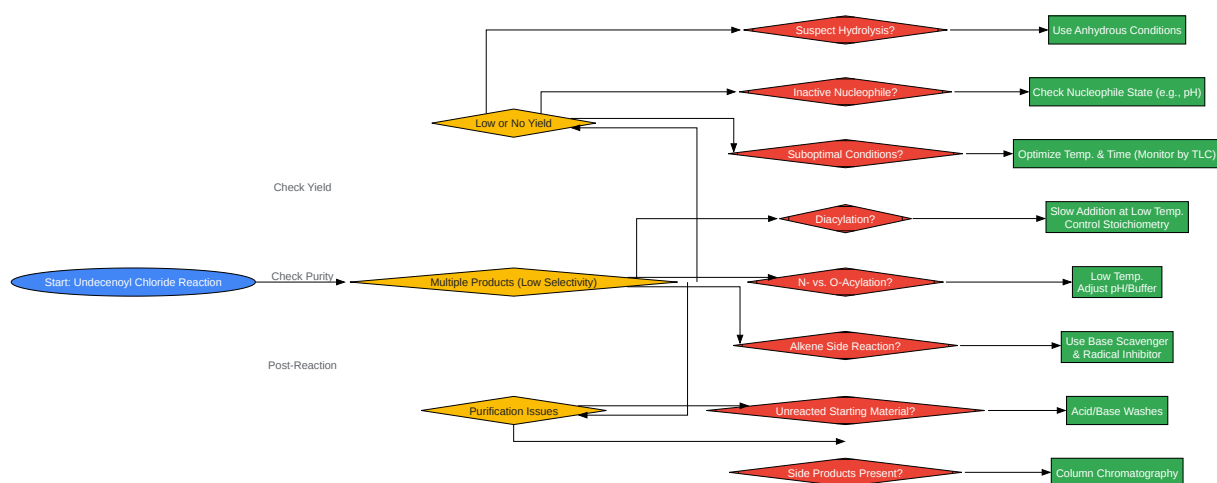 Suspect Hydrolysis?
Use Anhydrous Conditions
Inactive Nucleophile?
Check Nucleophile State (e.g., pH)
Low or No Yield
Suboptimal Conditions?
Optimize Temp. & Time (Monitor by TLC)
Check Yield
Diacylation?
Slow Addition at Low Temp.
Control Stoichiometry
Start: Undecenoyl Chloride Reaction
Check Purity
Multiple Products (Low Selectivity)
N- vs. O-Acylation?
Low Temp.
Adjust pH/Buffer
Alkene Side Reaction?
Use Base Scavenger
& Radical Inhibitor
Post-Reaction
Purification Issues
Unreacted Starting Material?
Acid/Base Washes
Side Products Present?
Column Chromatography